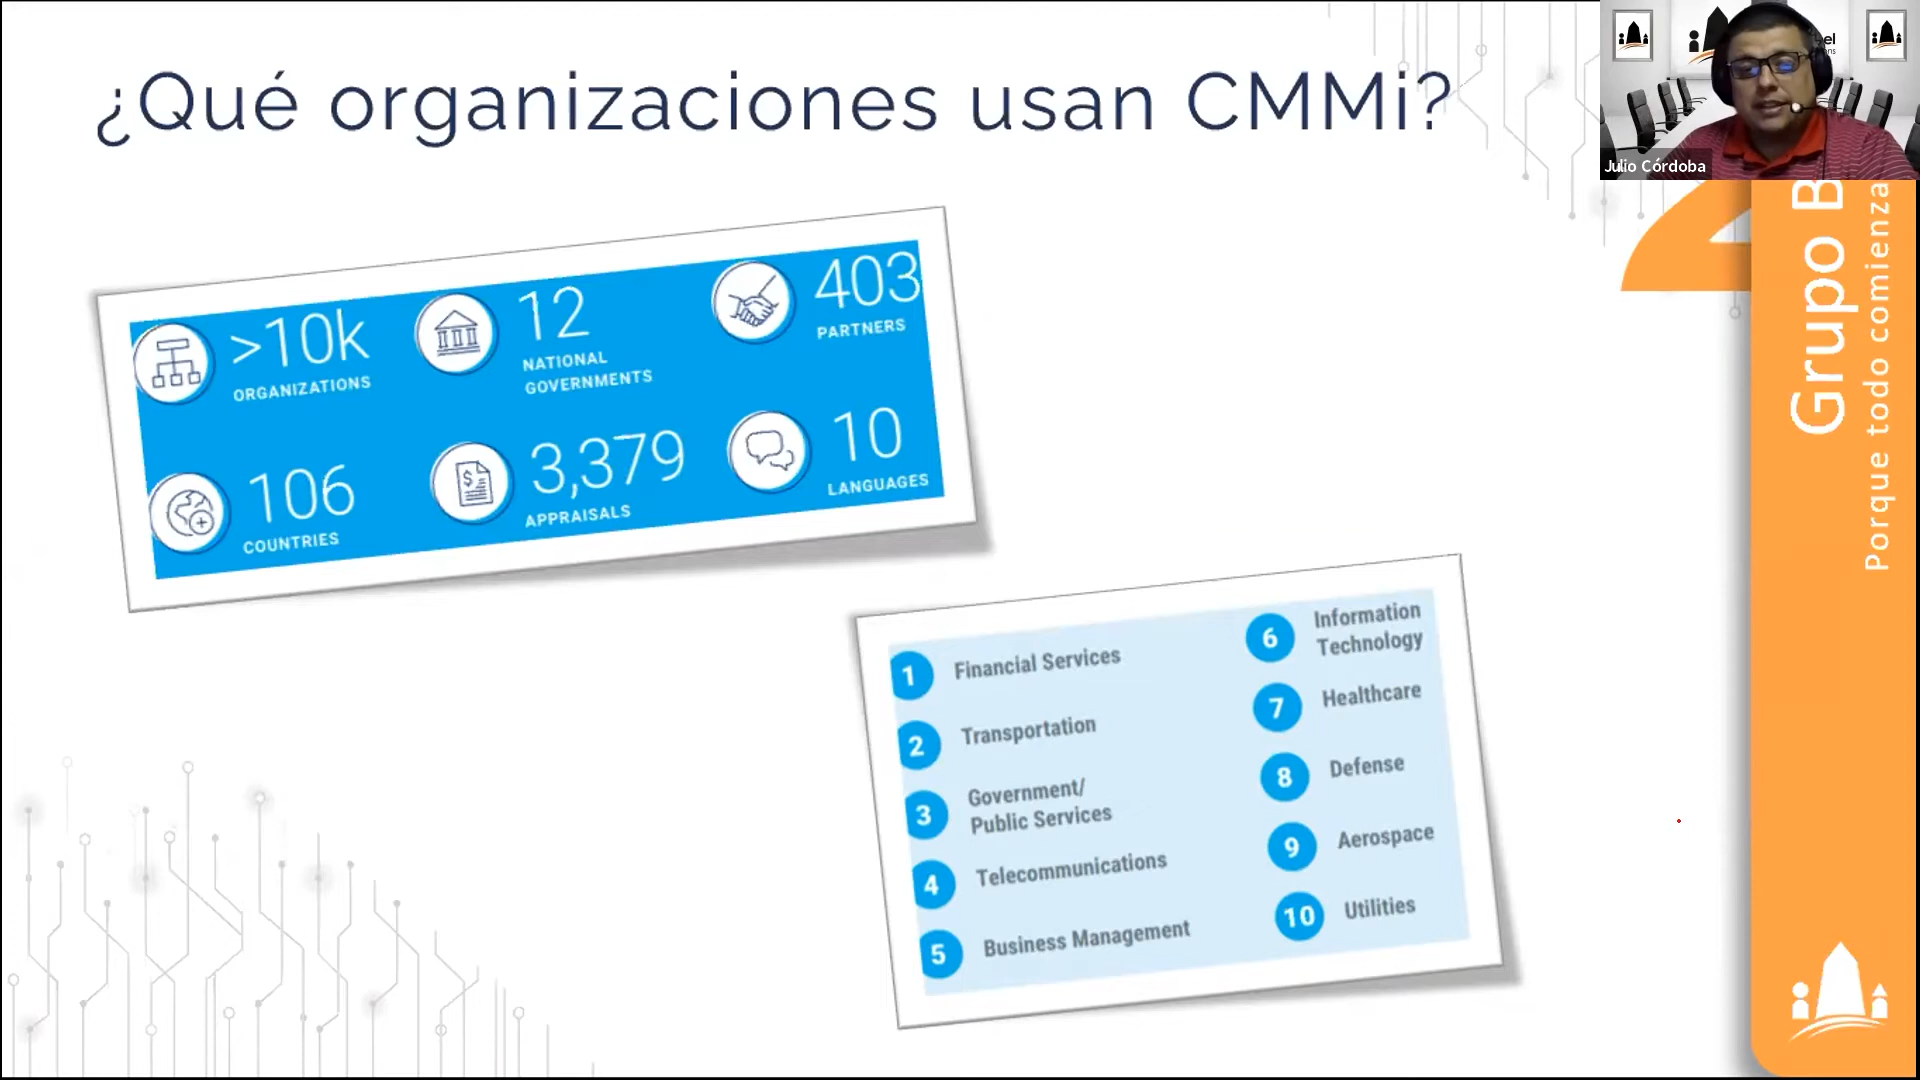 ¿Qué organizaciones usan CMMi?
Julio Córdoba
>10k
ORGANIZATIONS
12
NATIONAL
GOVERNMENTS
403
PARTNERS
106
COUNTRIES
3,379
APPRAISALS
10
LANGUAGES
1 Financial Services
2 Transportation
3 Government/
Public Services
4 Telecommunications
5 Business Management
6 Information
Technology
7 Healthcare
8 Defense
9 Aerospace
10 Utilities
Grupo B
Porque todo comienza